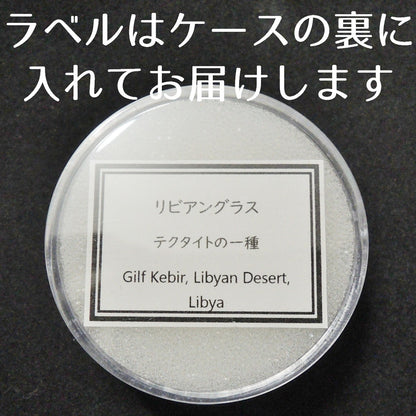 ラベルはケースの裏に
入れてお届けします
リビアングラス
テクタイトの一種
Gilf Kebir, Libyan Desert,
Libya